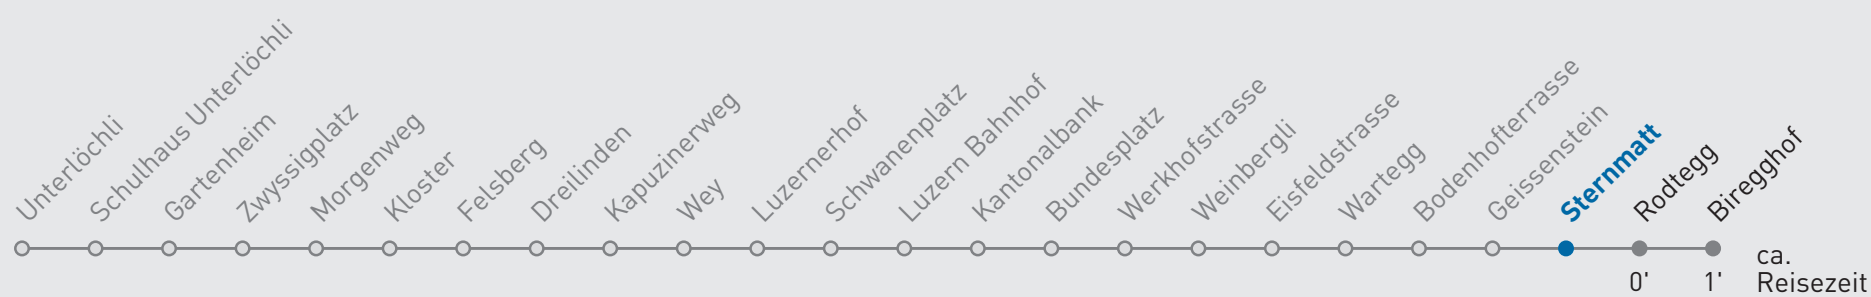 Unterlöchli
Schulhaus Unterlöchli
Gartenheim
Zwyssigplatz
Morgenweg
Kloster
Felsberg
Dreilinden
Kapuzinerweg
Wey
Luzernerhof
Schwanenplatz
Luzern Bahnhof
Kantonalbank
Bundesplatz
Werkhofstrasse
Weinbergli
Eisfeldstrasse
Wartegg
Bodenhofterrasse
Geissenstein
Sternmatt
Rodtegg
Biregghof
0' 1'
ca.
Reisezeit